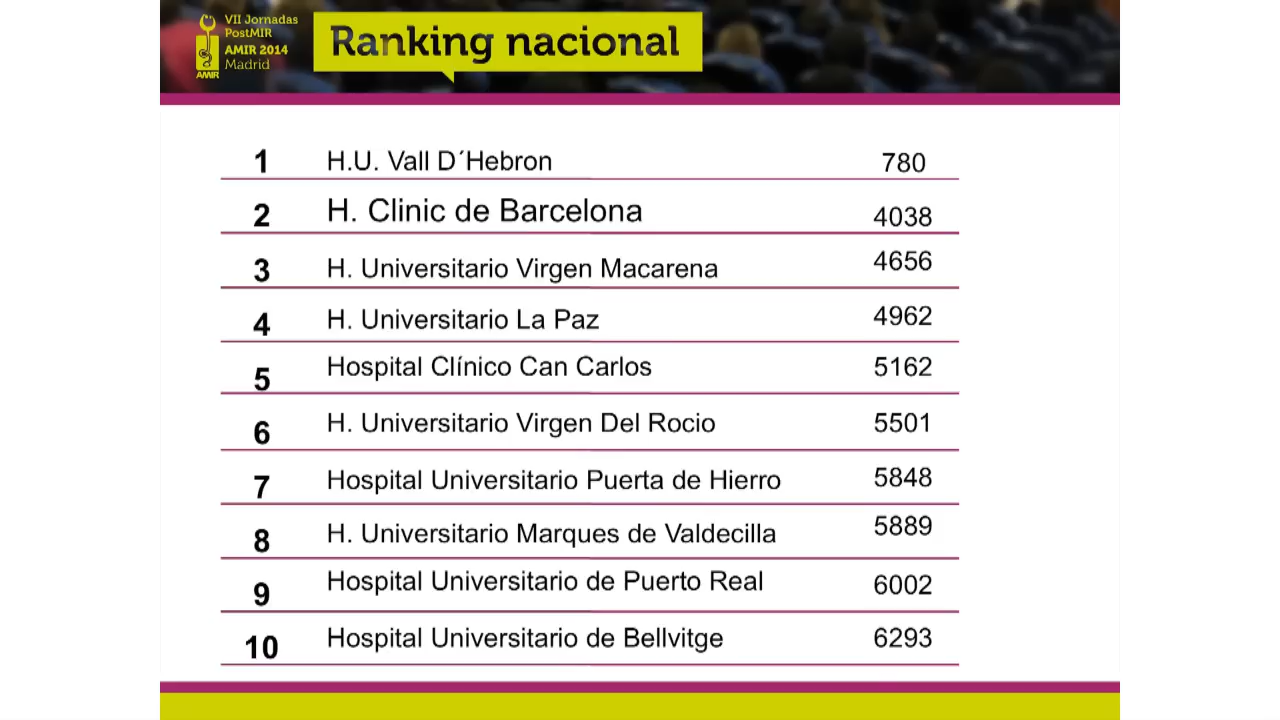 VII Jornadas
PostMIR
AMIR 2014
Madrid
AMIR
Ranking nacional
1 H.U. Vall D´Hebron 780
2 H. Clinic de Barcelona 4038
3 H. Universitario Virgen Macarena 4656
4 H. Universitario La Paz 4962
5 Hospital Clínico Can Carlos 5162
6 H. Universitario Virgen Del Rocio 5501
7 Hospital Universitario Puerta de Hierro 5848
8 H. Universitario Marques de Valdecilla 5889
9 Hospital Universitario de Puerto Real 6002
10 Hospital Universitario de Bellvitge 6293